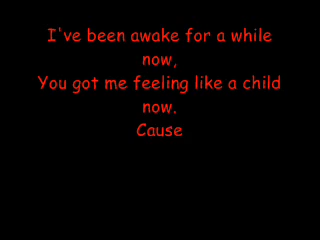 I've been awake for a while
now,
You got me feeling like a child
now.
Cause